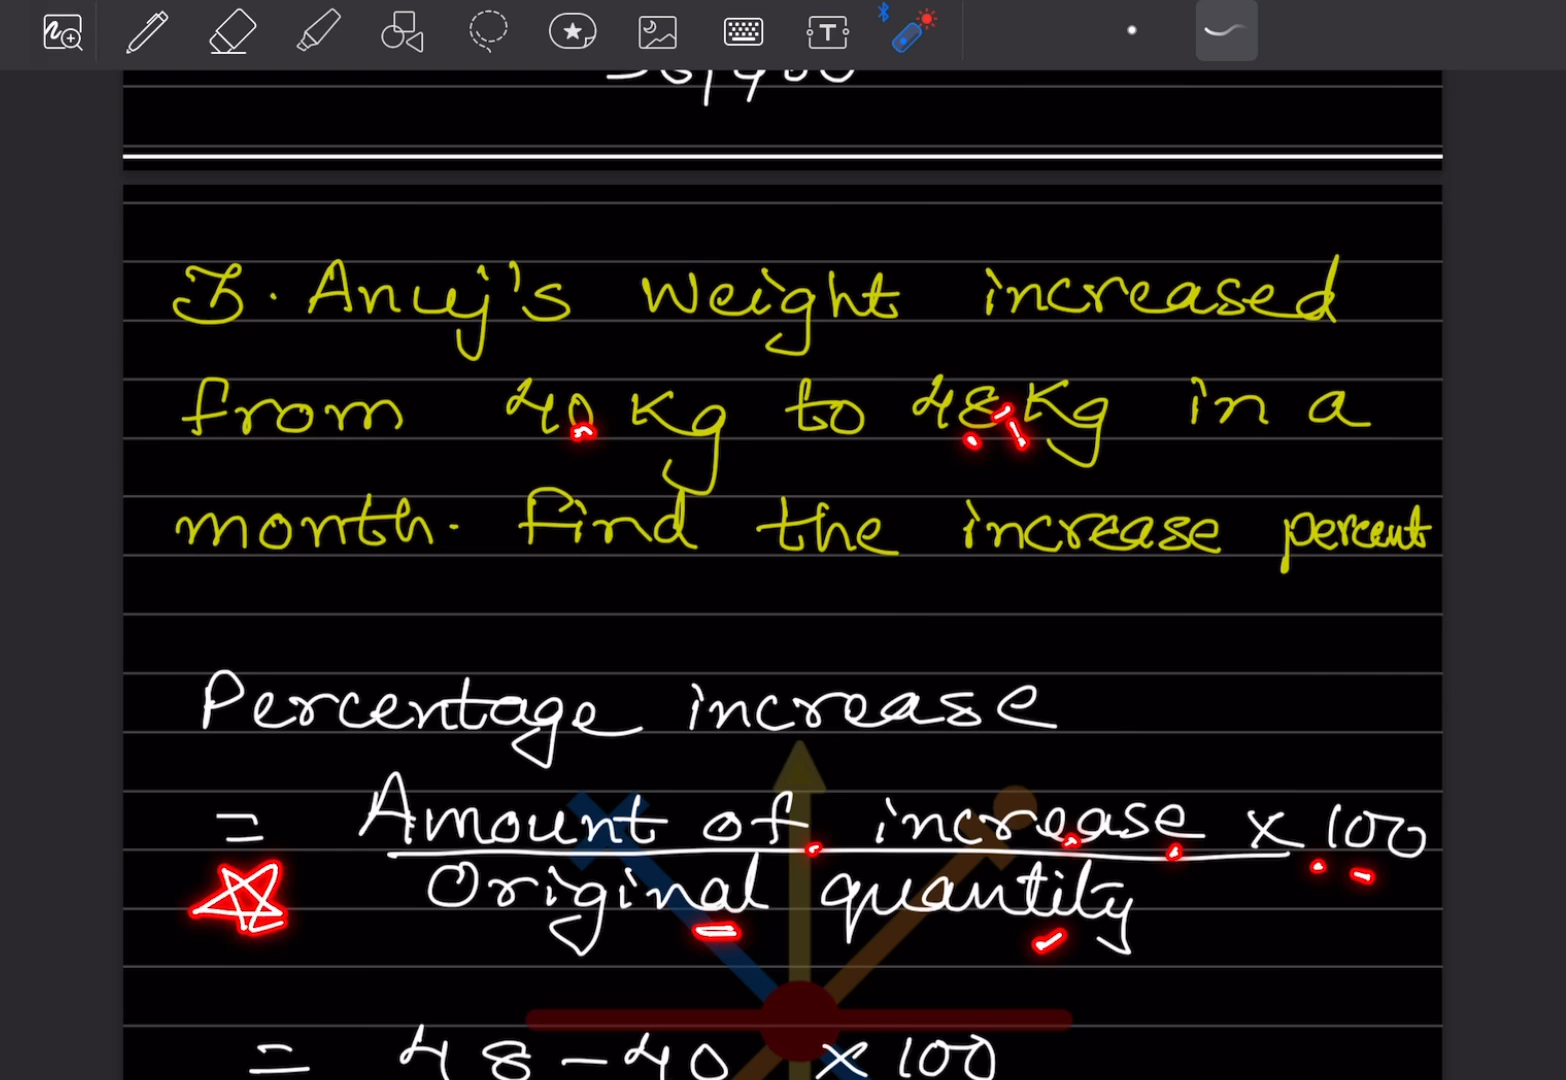 3. Anuj's weight increased
from 40 Kg to 48 Kg in a
month. Find the increase percent
Percentage increase
= Amount of increase x 100
Original quantity
= 48 - 40 x 100